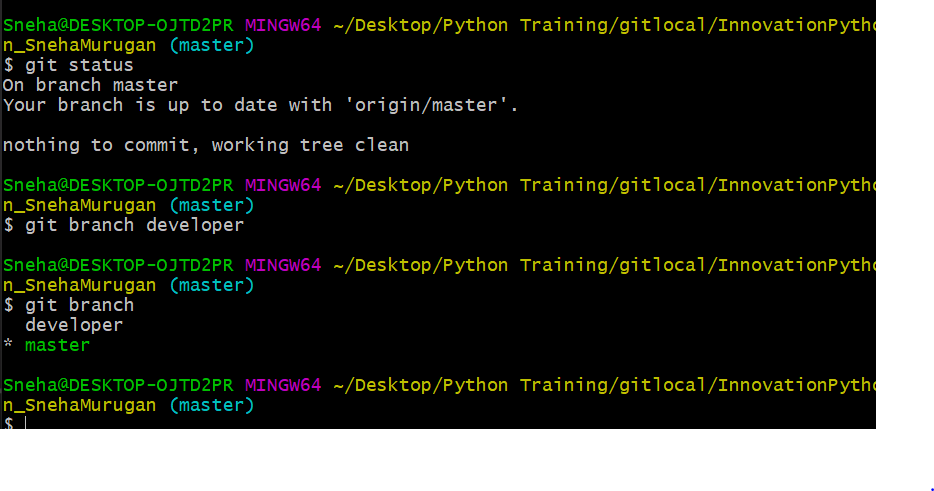 Sneha@DESKTOP-OJTD2PR MINGW64 ~/Desktop/Python Training/gitlocal/InnovationPytho
n_SnehaMurugan (master)
$ git status
On branch master
Your branch is up to date with 'origin/master'.
nothing to commit, working tree clean
Sneha@DESKTOP-OJTD2PR MINGW64 ~/Desktop/Python Training/gitlocal/InnovationPytho
n_SnehaMurugan (master)
$ git branch developer
Sneha@DESKTOP-OJTD2PR MINGW64 ~/Desktop/Python Training/gitlocal/InnovationPytho
n_SnehaMurugan (master)
$ git branch
developer
* master
Sneha@DESKTOP-OJTD2PR MINGW64 ~/Desktop/Python Training/gitlocal/InnovationPytho
n_SnehaMurugan (master)
$